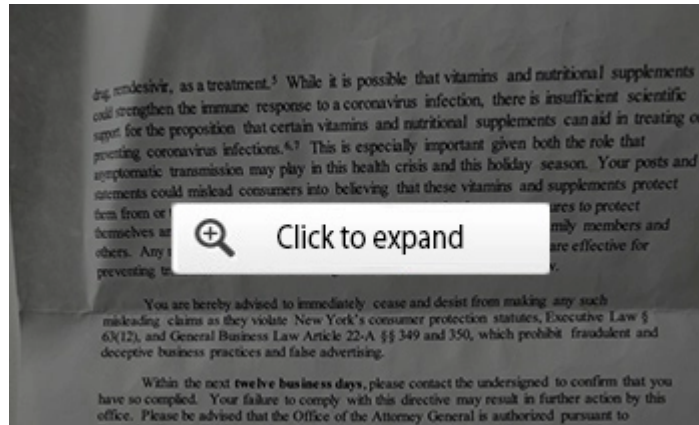 drug, remdesivir, as a treatment.5 While it is possible that vitamins and nutritional supplements
could strengthen the immune response to a coronavirus infection, there is insufficient scientific
support for the proposition that certain vitamins and nutritional supplements can aid in treating or
preventing coronavirus infections.6,7 This is especially important given both the role that
asymptomatic transmission may play in this health crisis and this holiday season. Your posts and
statements could mislead consumers into believing that these vitamins and supplements protect
them from or ures to protect
themselves an mily members and
others. Any are effective for
preventing tr
Click to expand
You are hereby advised to immediately cease and desist from making any such
misleading claims as they violate New York's consumer protection statutes, Executive Law §
63(12), and General Business Law Article 22-A §§ 349 and 350, which prohibit fraudulent and
deceptive business practices and false advertising.
Within the next twelve business days, please contact the undersigned to confirm that you
have so complied. Your failure to comply with this directive may result in further action by this
office. Please be advised that the Office of the Attorney General is authorized pursuant to